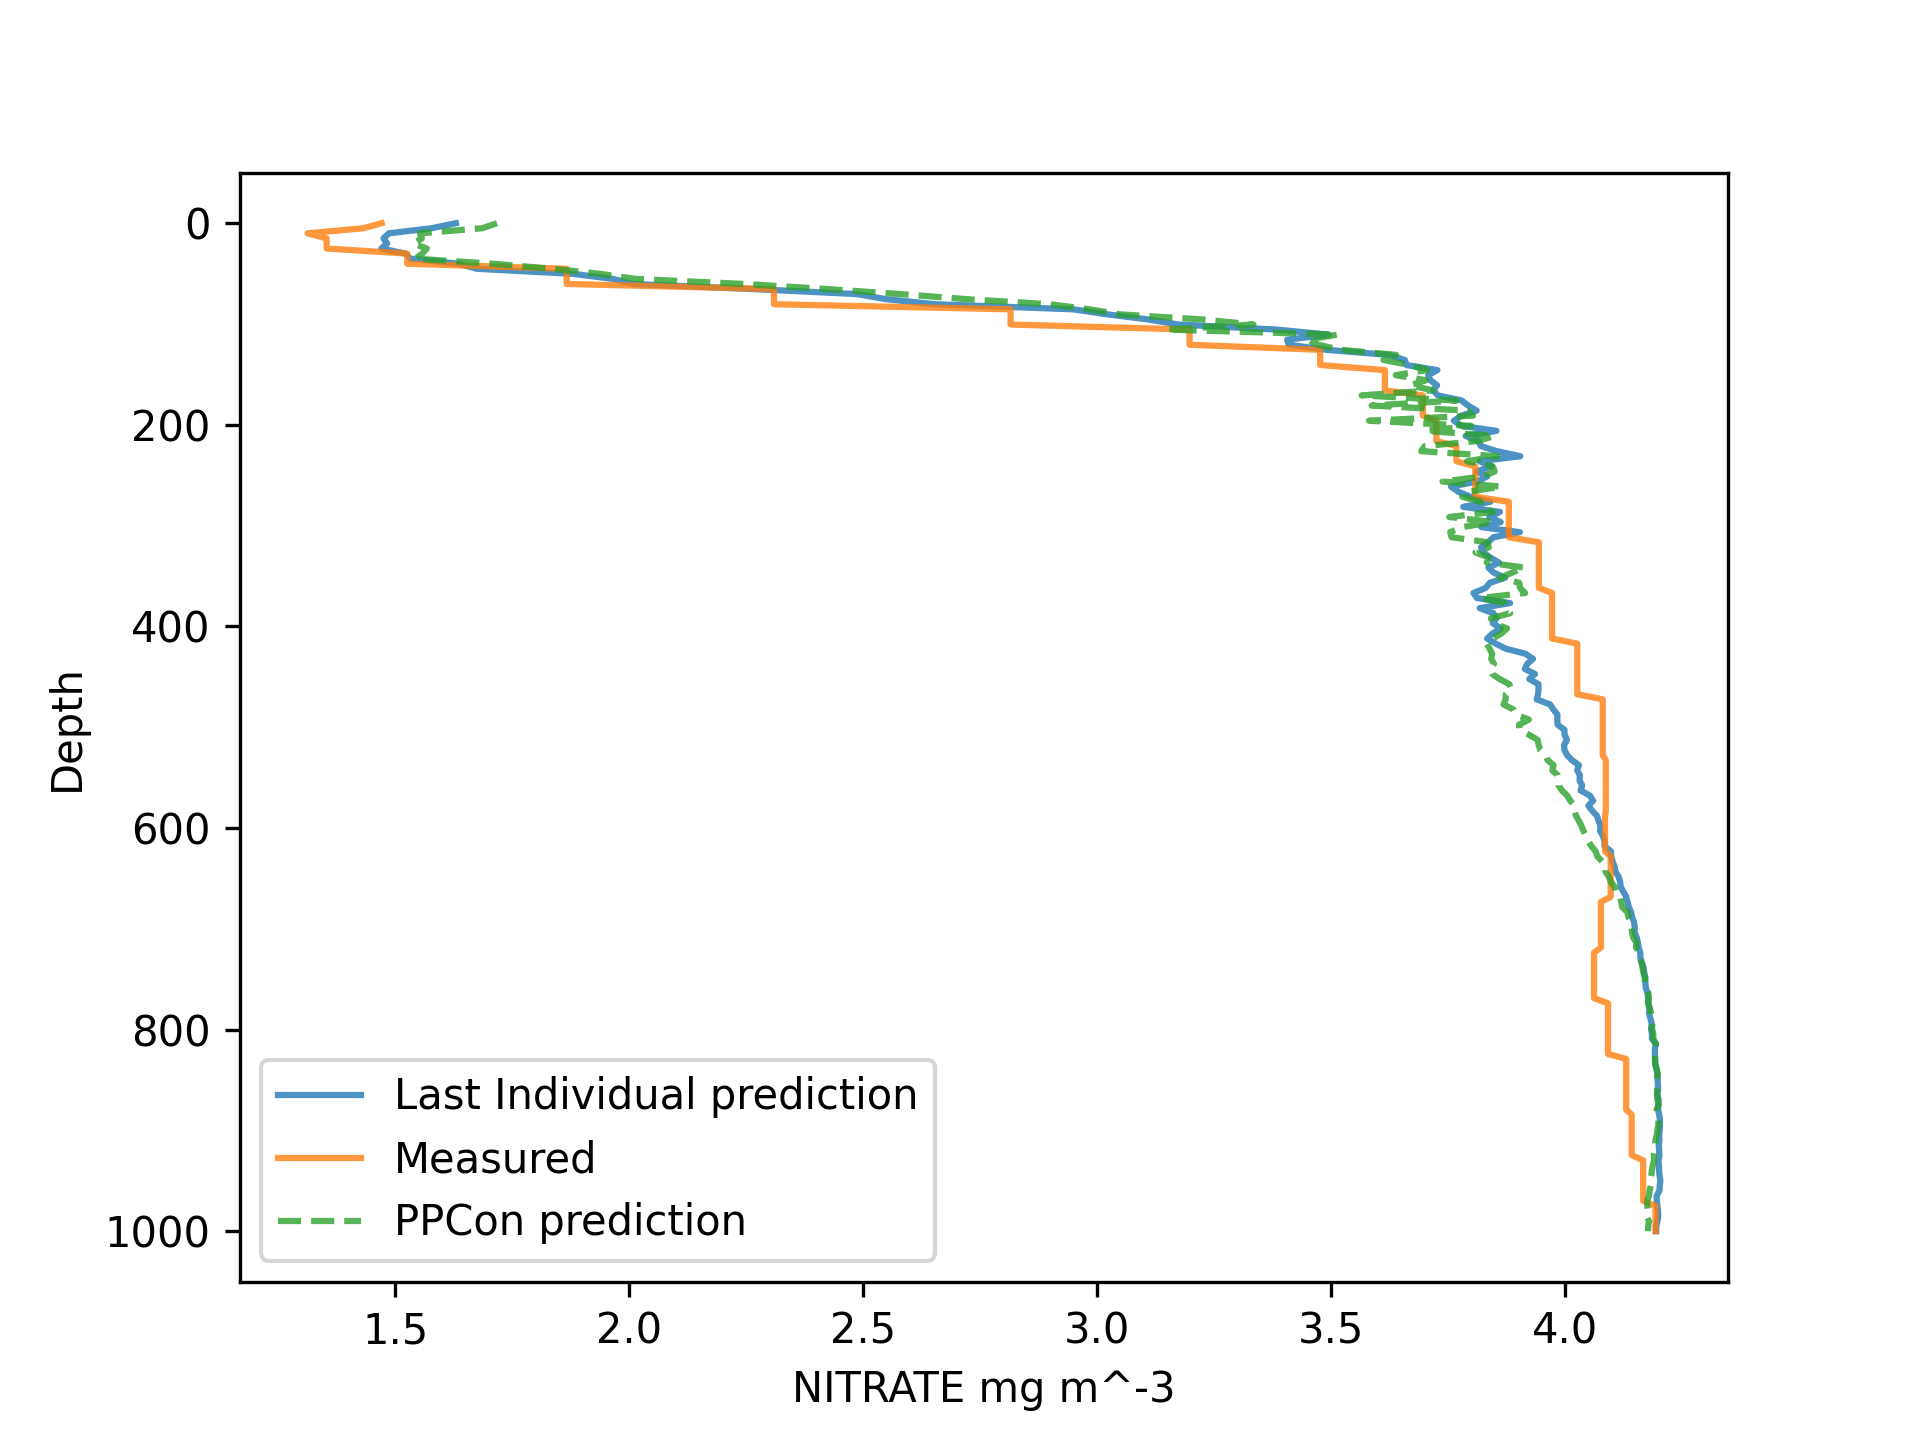 0
200
400
600
800
1000
Depth
Last Individual prediction
Measured
PPCon prediction
1.5 2.0 2.5 3.0 3.5 4.0
NITRATE mg m^-3